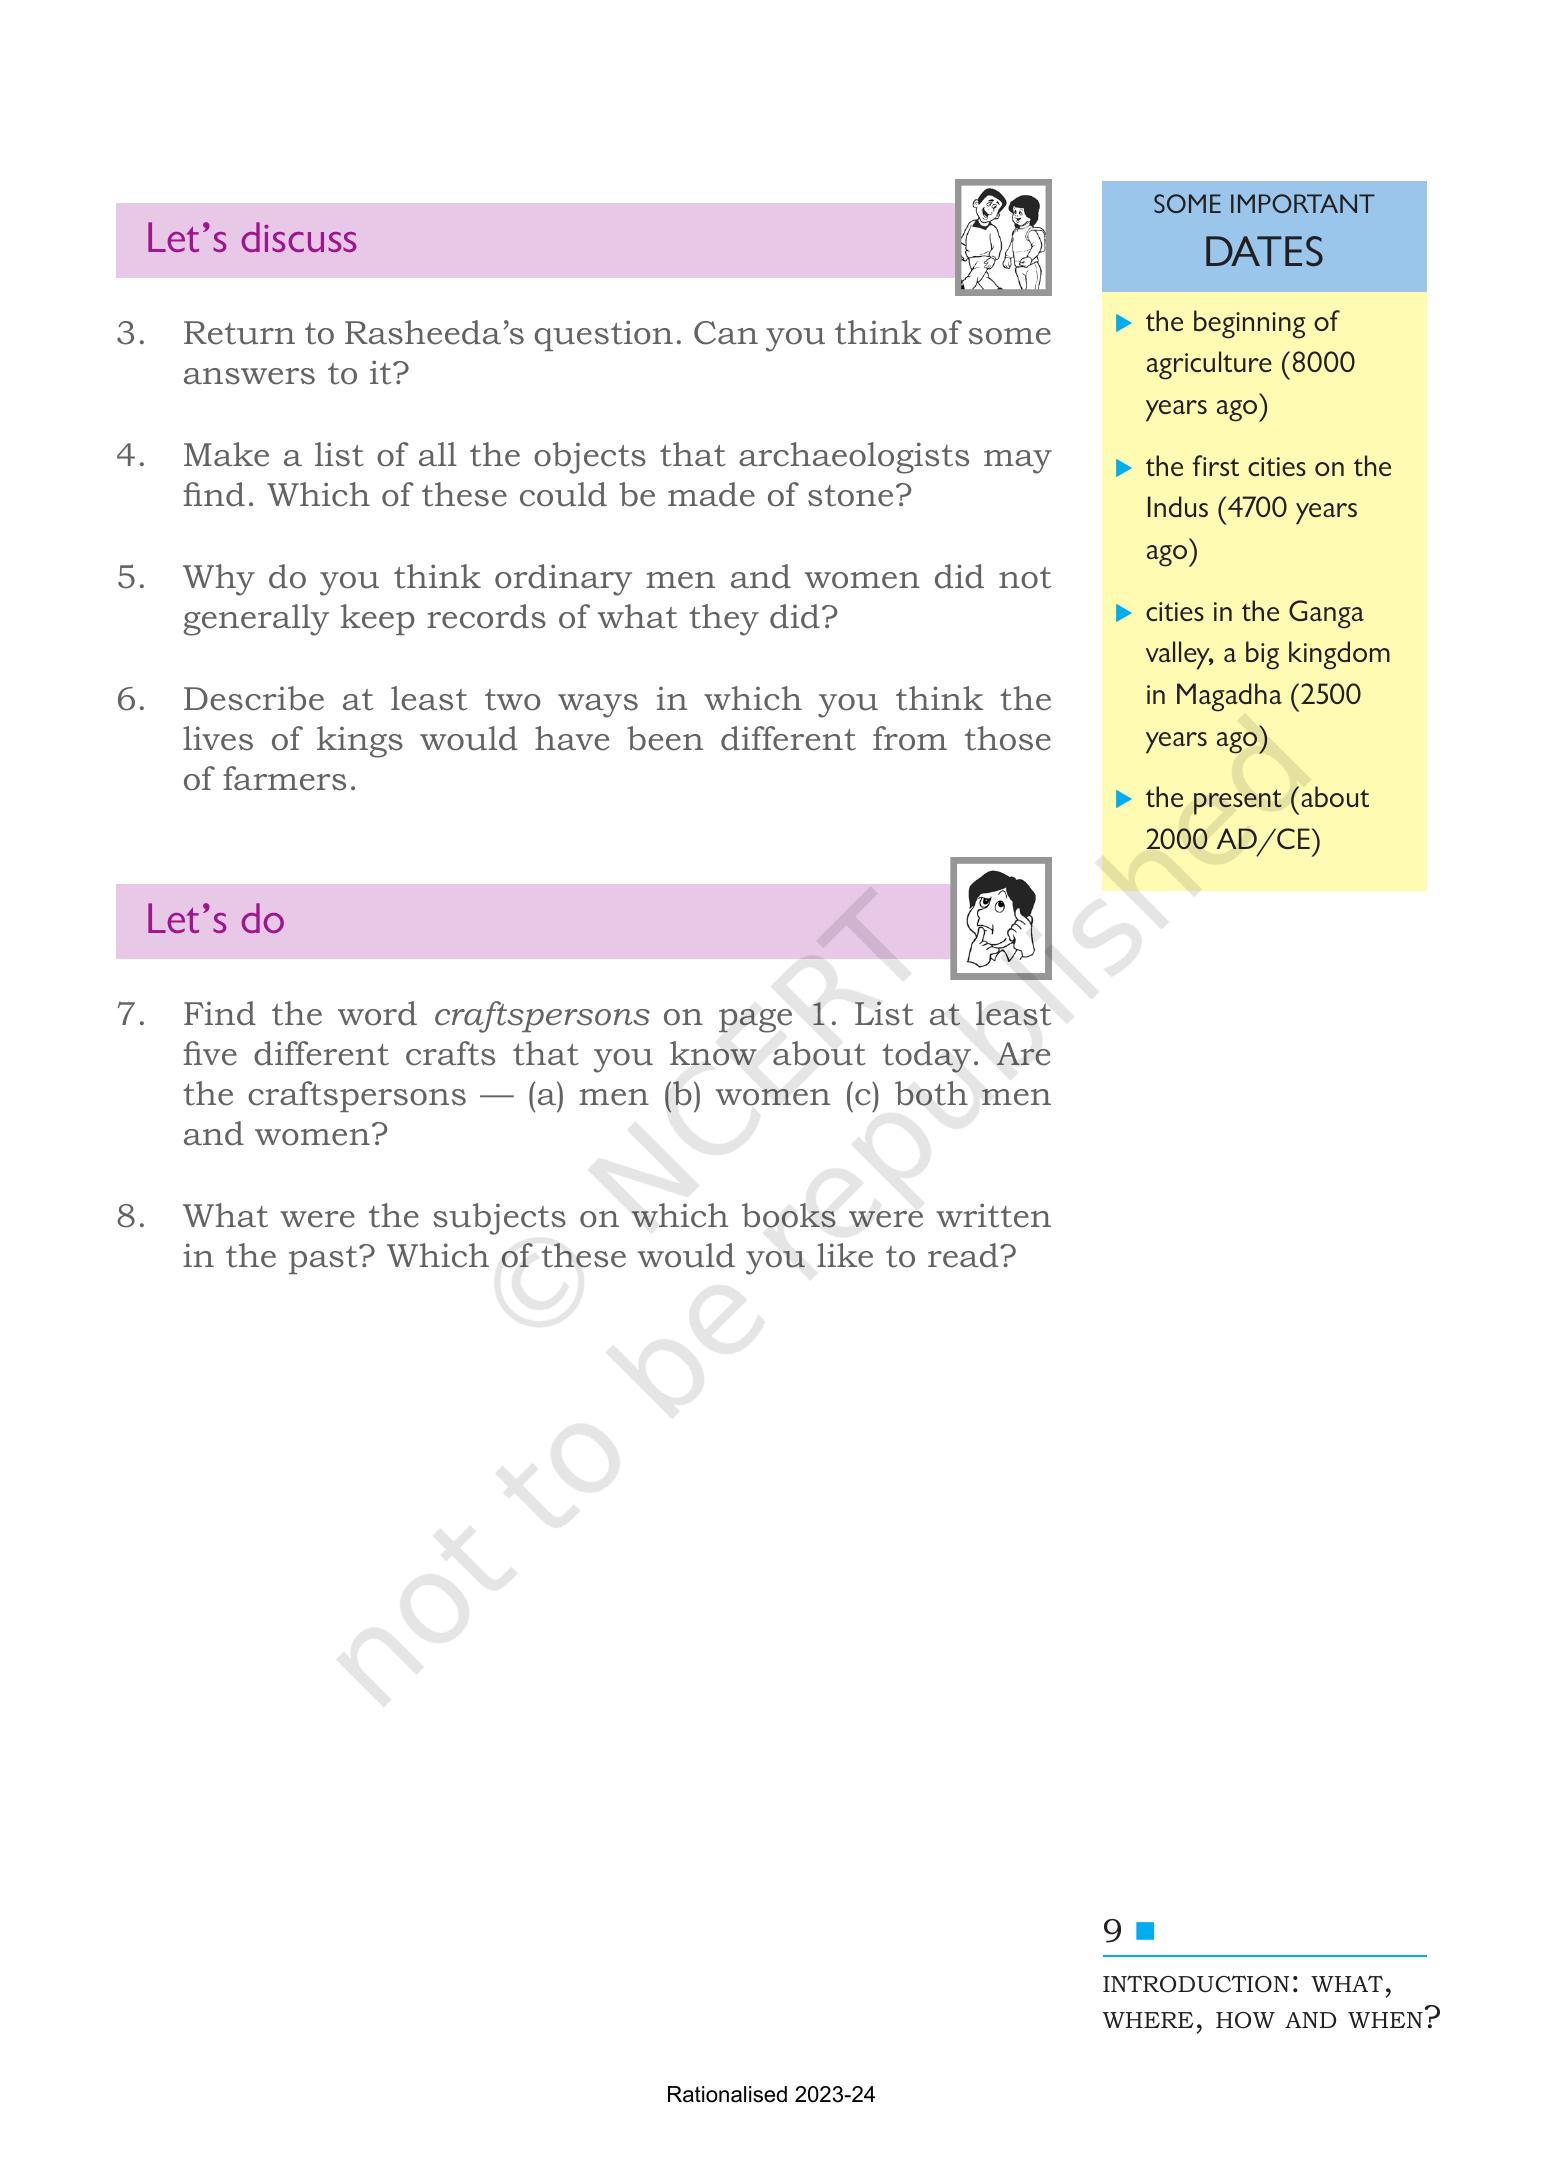 Let’s discuss
3. Return to Rasheeda’s question. Can you think of some
answers to it?
4. Make a list of all the objects that archaeologists may
find. Which of these could be made of stone?
5. Why do you think ordinary men and women did not
generally keep records of what they did?
6. Describe at least two ways in which you think the
lives of kings would have been different from those
of farmers.
Let’s do
7. Find the word craftspersons on page 1. List at least
five different crafts that you know about today. Are
the craftspersons — (a) men (b) women (c) both men
and women?
8. What were the subjects on which books were written
in the past? Which of these would you like to read?
SOME IMPORTANT
DATES
▶ the beginning of
agriculture (8000
years ago)
▶ the first cities on the
Indus (4700 years
ago)
▶ cities in the Ganga
valley, a big kingdom
in Magadha (2500
years ago)
▶ the present (about
2000 AD/CE)
© NCERT
not to be republished
9 ■
INTRODUCTION: WHAT,
WHERE, HOW AND WHEN?
Rationalised 2023-24